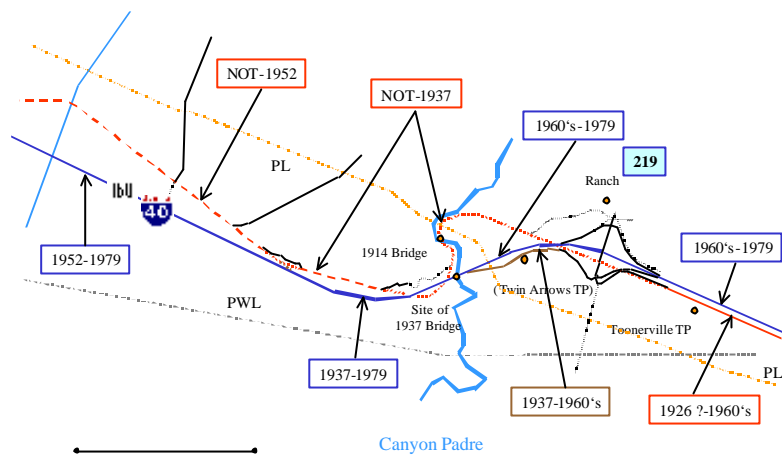 NOT-1952
NOT-1937
1960's-1979
219
Ranch
PL
40
1914 Bridge
1952-1979
1960's-1979
(Twin Arrows TP)
PWL
Site of
1937 Bridge
Toonerville TP
1937-1979
PL
1937-1960's
1926 ?-1960's
Canyon Padre